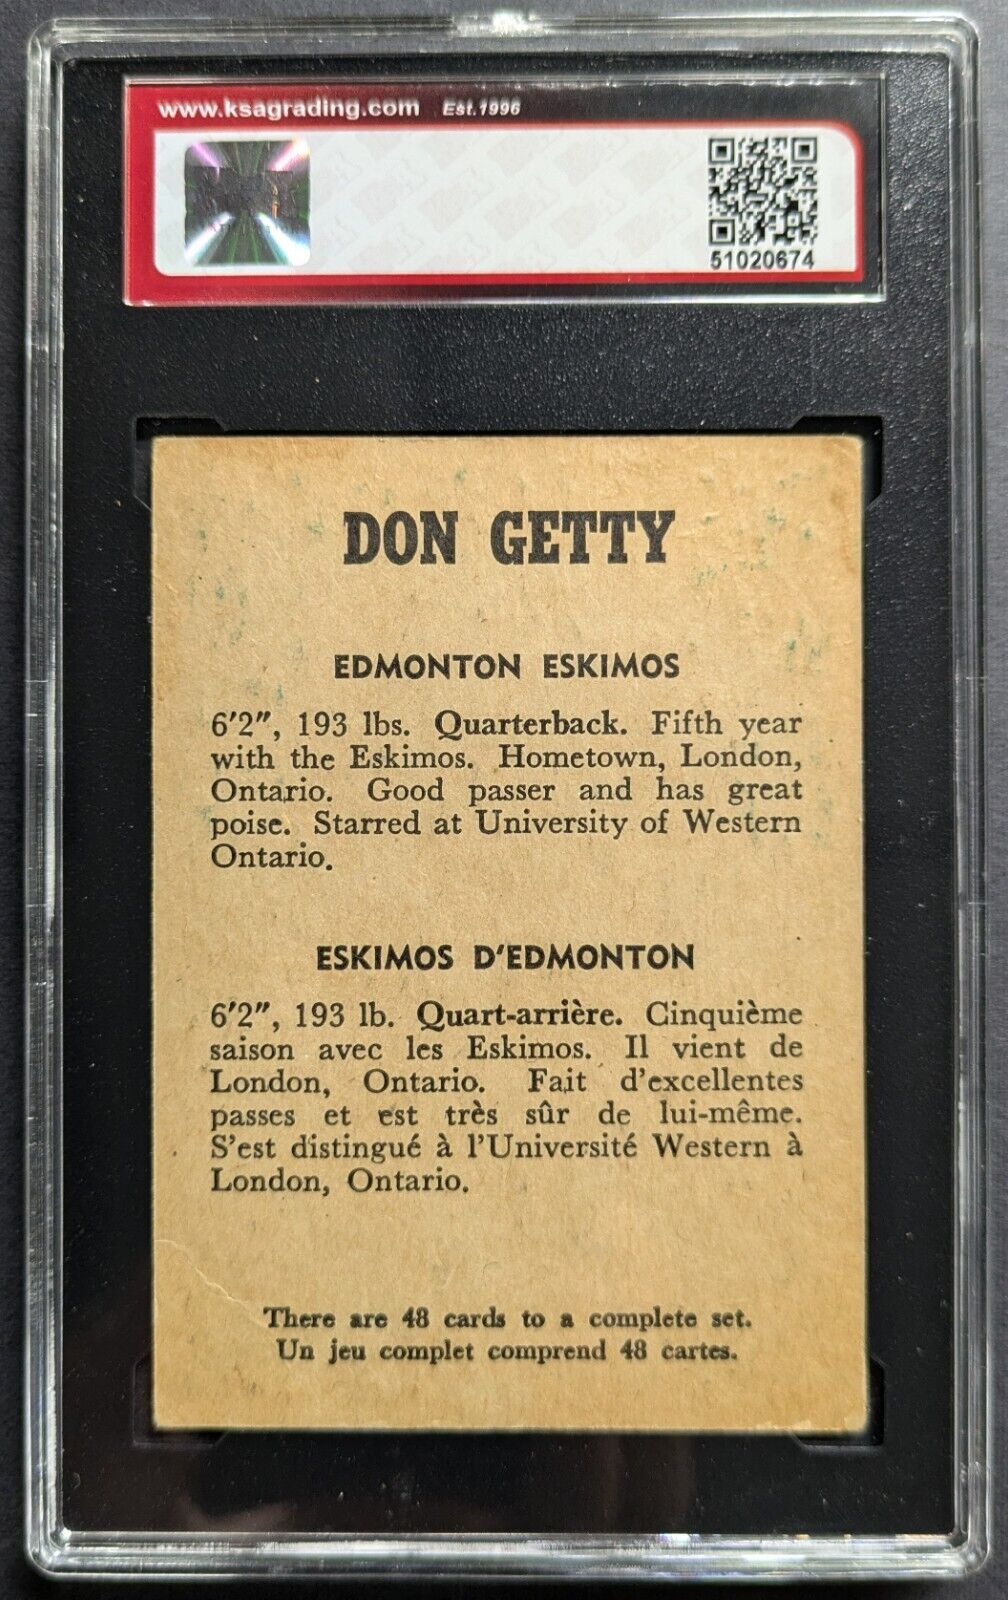 www.ksagrading.com Est.1996
51020674
DON GETTY
EDMONTON ESKIMOS
6'2", 193 lbs. Quarterback. Fifth year
with the Eskimos. Hometown, London,
Ontario. Good passer and has great
poise. Starred at University of Western
Ontario.
ESKIMOS D'EDMONTON
6'2", 193 lb. Quart-arrière. Cinquième
saison avec les Eskimos. Il vient de
London, Ontario. Fait d'excellentes
passes et est très sûr de lui-même.
S'est distingué à l'Université Western à
London, Ontario.
There are 48 cards to a complete set.
Un jeu complet comprend 48 cartes.